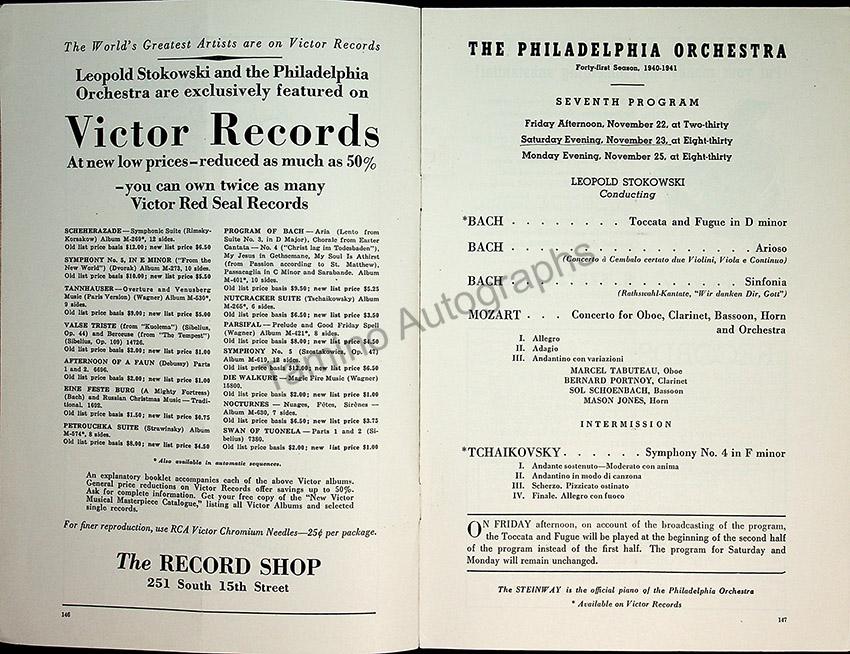 The World's Greatest Artists are on Victor Records
Leopold Stokowski and the Philadelphia
Orchestra are exclusively featured on
Victor Records
At new low prices–reduced as much as 50%
–you can own twice as many
Victor Red Seal Records
SCHEHERAZADE — Symphonic Suite (Rimsky-
Korsakow) Album M-269*, 12 sides.
Old list price basis $12.00; new list price $6.50
SYMPHONY No. 5, IN E MINOR ("From the
New World") (Dvorak) Album M-273, 10 sides.
Old list price basis $10.00; new list price $5.50
TANNHAUSER — Overture and Venusberg
Music (Paris Version) (Wagner) Album M-530*,
9 sides.
Old list price basis $9.00; new list price $5.00
VALSE TRISTE (from "Kuolema") (Sibelius,
Op. 44) and Berceuse (from "The Tempest")
(Sibelius, Op. 109) 14726.
Old list price basis $2.00; new list price $1.00
AFTERNOON OF A FAUN (Debussy) Parts
1 and 2. 6696.
Old list price basis $2.00; new list price $1.00
EINE FESTE BURG (A Mighty Fortress)
(Bach) and Russian Christmas Music — Tradi-
tional. 1692.
Old list price basis $1.50; new list price $0.75
PETROUCHKA SUITE (Strawinsky) Album
M-574*, 8 sides.
Old list price basis $8.00; new list price $4.50
PROGRAM OF BACH — Aria (Lento from
Suite No. 3, in D Major), Chorale from Easter
Cantata — No. 4 ("Christ lag im Todesbaden"),
My Jesus in Gethsemane, My Soul Is Athirst
(from Passion according to St. Matthew),
Passacaglia in C Minor and Sarabande. Album
M-401*, 10 sides.
Old list price basis $9.50; new list price $5.25
NUTCRACKER SUITE (Tschaikowsky) Album
M-265*, 6 sides.
Old list price basis $6.50; new list price $3.50
PARSIFAL — Prelude and Good Friday Spell
(Wagner) Album M-421*, 8 sides.
Old list price basis $8.00; new list price $4.50
SYMPHONY No. 5 (Szostakowicz, Op. 47)
Album M-619, 12 sides.
Old list price basis $12.00; new list price $6.50
DIE WALKURE — Magic Fire Music (Wagner)
15800.
Old list price basis $2.00; new list price $1.00
NOCTURNES — Nuages, Fêtes, Sirènes —
Album M-630, 7 sides.
Old list price basis $6.50; new list price $3.75
SWAN OF TUONELA — Parts 1 and 2 (Si-
belius) 7380.
Old list price basis $2.00; new list price $1.00
* Also available in automatic sequences.
An explanatory booklet accompanies each of the above Victor albums.
General price reductions on Victor Records offer savings up to 50%.
Ask for complete information. Get your free copy of the "New Victor
Musical Masterpiece Catalogue," listing all Victor Albums and selected
single records.
For finer reproduction, use RCA Victor Chromium Needles—25¢ per package.
The RECORD SHOP
251 South 15th Street
146
THE PHILADELPHIA ORCHESTRA
Forty-first Season, 1940-1941
SEVENTH PROGRAM
Friday Afternoon, November 22, at Two-thirty
Saturday Evening, November 23, at Eight-thirty
Monday Evening, November 25, at Eight-thirty
LEOPOLD STOKOWSKI
Conducting
*BACH . . . . . . . . Toccata and Fugue in D minor
BACH . . . . . . . . . . . . . . . . . Arioso
(Concerto à Cembalo certato due Violini, Viola e Continuo)
BACH . . . . . . . . . . . . . . . . Sinfonia
(Rathswahl-Kantate, "Wir danken Dir, Gott")
MOZART . . . Concerto for Oboe, Clarinet, Bassoon, Horn
and Orchestra
I. Allegro
II. Adagio
III. Andantino con variazioni
MARCEL TABUTEAU, Oboe
BERNARD PORTNOY, Clarinet
SOL SCHOENBACH, Bassoon
MASON JONES, Horn
INTERMISSION
*TCHAIKOVSKY . . . . . . Symphony No. 4 in F minor
I. Andante sostenuto—Moderato con anima
II. Andantino in modo di canzona
III. Scherzo. Pizzicato ostinato
IV. Finale. Allegro con fuoco
ON FRIDAY afternoon, on account of the broadcasting of the program,
the Toccata and Fugue will be played at the beginning of the second half
of the program instead of the first half. The program for Saturday and
Monday will remain unchanged.
The STEINWAY is the official piano of the Philadelphia Orchestra
* Available on Victor Records
147
Tamino Autographs